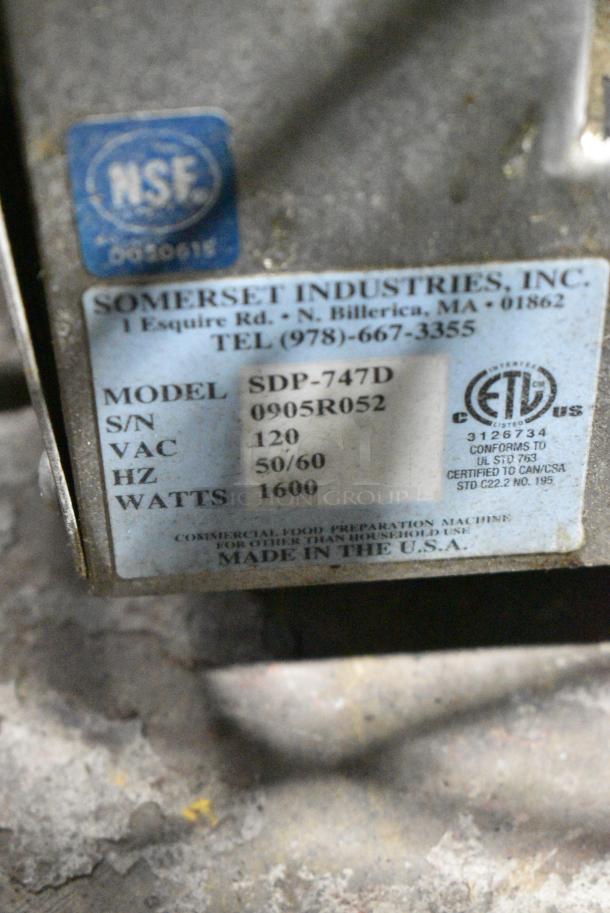 NSF
SOMERSET INDUSTRIES, INC.
1 Esquire Rd. • N. Billerica, MA • 01862
TEL (978)-667-3355
MODEL SDP-747D
S/N 0905R052
VAC 120
HZ 50/60
WATTS 1600
INTERTEK
ETL CM
LISTED
C US
3126734
CONFORMS TO
UL STD 763
CERTIFIED TO CAN/CSA
STD C22.2 NO. 195
COMMERCIAL FOOD PREPARATION MACHINE
FOR OTHER THAN HOUSEHOLD USE
MADE IN THE U.S.A.